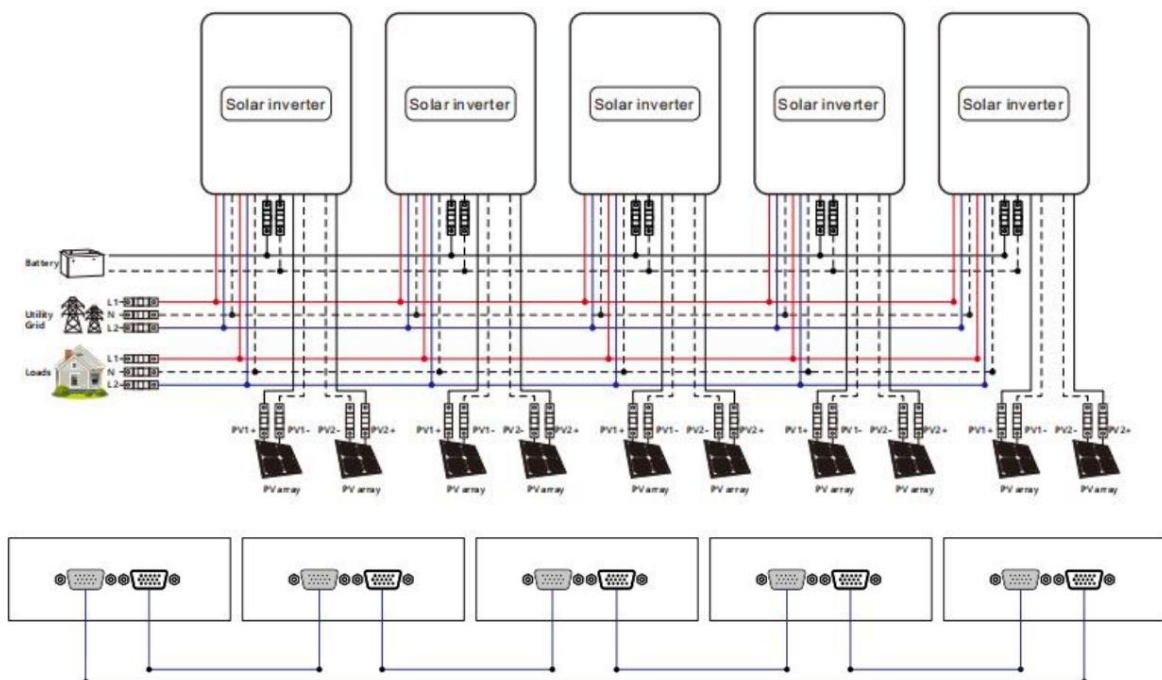 Solar inverter Solar inverter Solar inverter Solar inverter Solar inverter
Battery
L1
Utility N
Grid L2
L1
Loads N
L2
PV1+ PV1- PV2- PV2+ PV1+ PV1- PV2- PV2+ PV1+ PV1- PV2- PV2+ PV1+ PV1- PV2- PV2+ PV1+ PV1- PV2- PV2+
PV array PV array PV array PV array PV array PV array PV array PV array PV array PV array